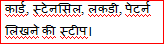 कार्ड, स्टेनसिल, लकडी, पेटर्न
लिखने की स्टीप।